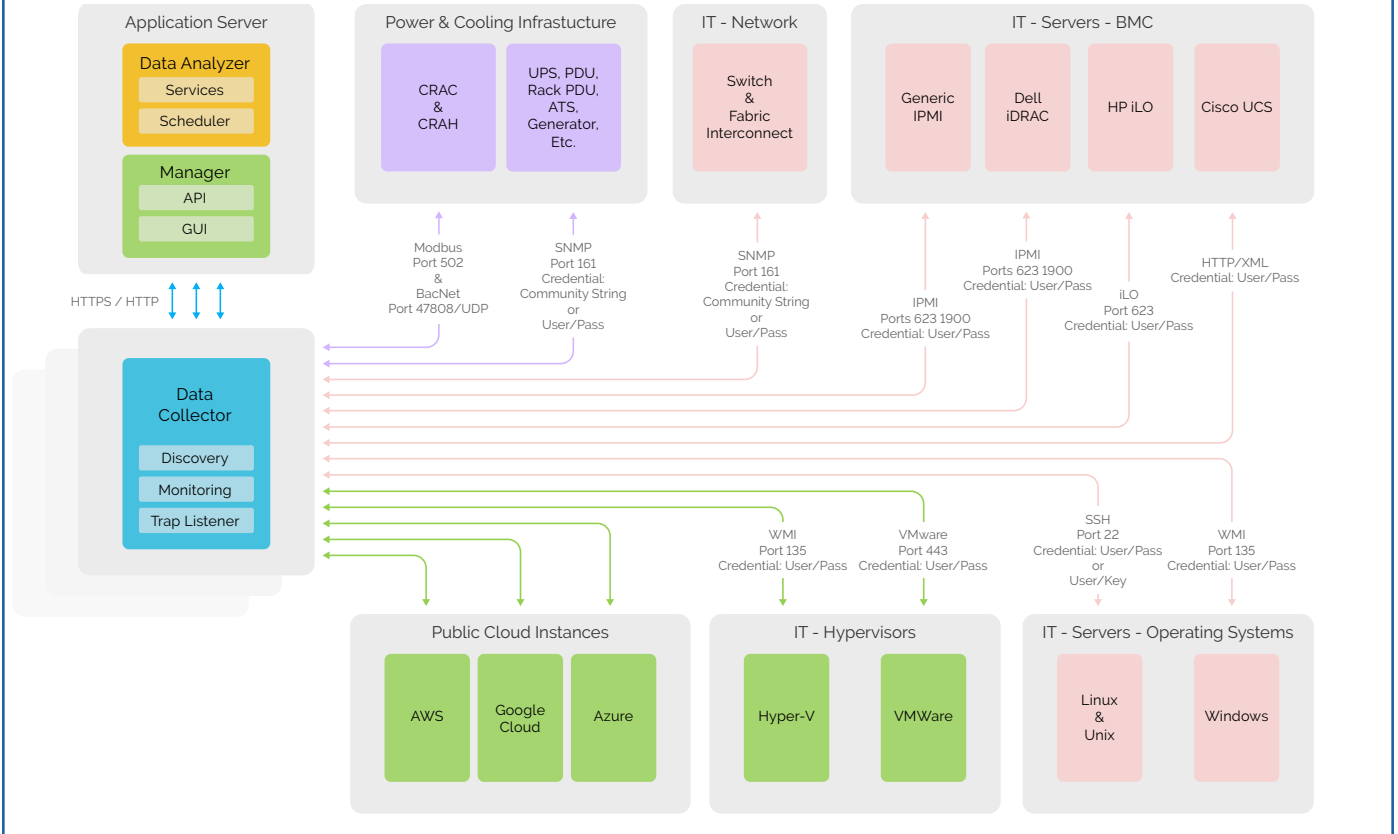 Application Server
Data Analyzer
Services
Scheduler
Manager
API
GUI
HTTPS / HTTP
Data
Collector
Discovery
Monitoring
Trap Listener
Power & Cooling Infrastucture
CRAC
&
CRAH
UPS, PDU,
Rack PDU,
ATS,
Generator,
Etc.
IT - Network
Switch
&
Fabric
Interconnect
IT - Servers - BMC
Generic
IPMI
Dell
iDRAC
HP iLO
Cisco UCS
Modbus
Port 502
&
BacNet
Port 47808/UDP
SNMP
Port 161
Credential:
Community String
or
User/Pass
SNMP
Port 161
Credential:
Community String
or
User/Pass
IPMI
Ports 623 1900
Credential: User/Pass
IPMI
Ports 623 1900
Credential: User/Pass
iLO
Port 623
Credential: User/Pass
HTTP/XML
Credential: User/Pass
WMI
Port 135
Credential: User/Pass
VMware
Port 443
Credential: User/Pass
SSH
Port 22
Credential: User/Pass
or
User/Key
WMI
Port 135
Credential: User/Pass
Public Cloud Instances
AWS
Google
Cloud
Azure
IT - Hypervisors
Hyper-V
VMWare
IT - Servers - Operating Systems
Linux
&
Unix
Windows